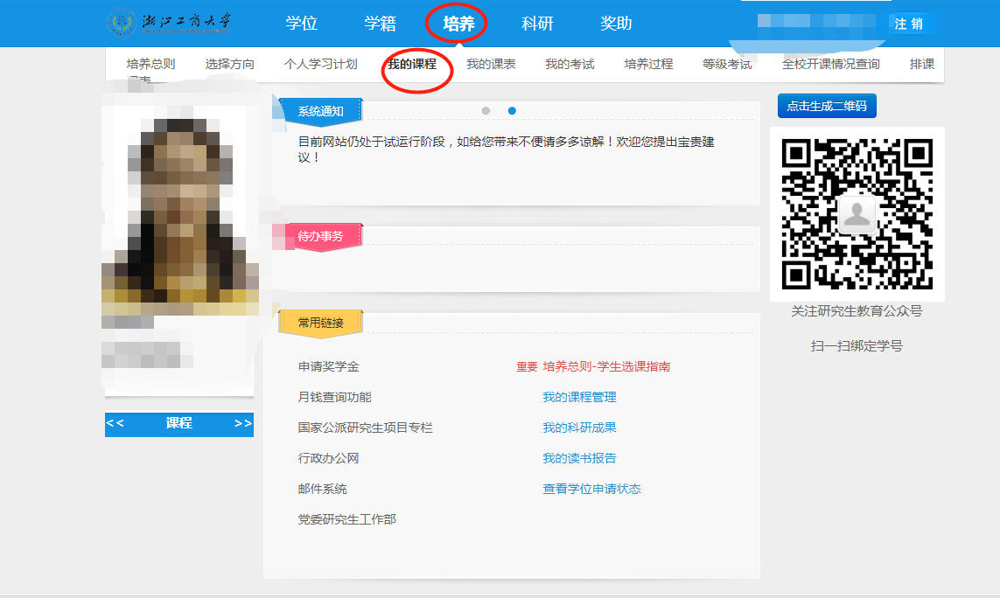 浙江工商大学
学位 学籍 培养 科研 奖助
注 销
培养总则 选择方向 个人学习计划 我的课程 我的课表 我的考试 培养过程 等级考试 全校开课情况查询 排课
系统通知
目前网站仍处于试运行阶段，如给您带来不便请多多谅解！欢迎您提出宝贵建
议！
待办事务
常用链接
申请奖学金
月钱查询功能
国家公派研究生项目专栏
行政办公网
邮件系统
党委研究生工作部
重要 培养总则-学生选课指南
我的课程管理
我的科研成果
我的读书报告
查看学位申请状态
<< 课程 >>
点击生成二维码
关注研究生教育公众号
扫一扫绑定学号